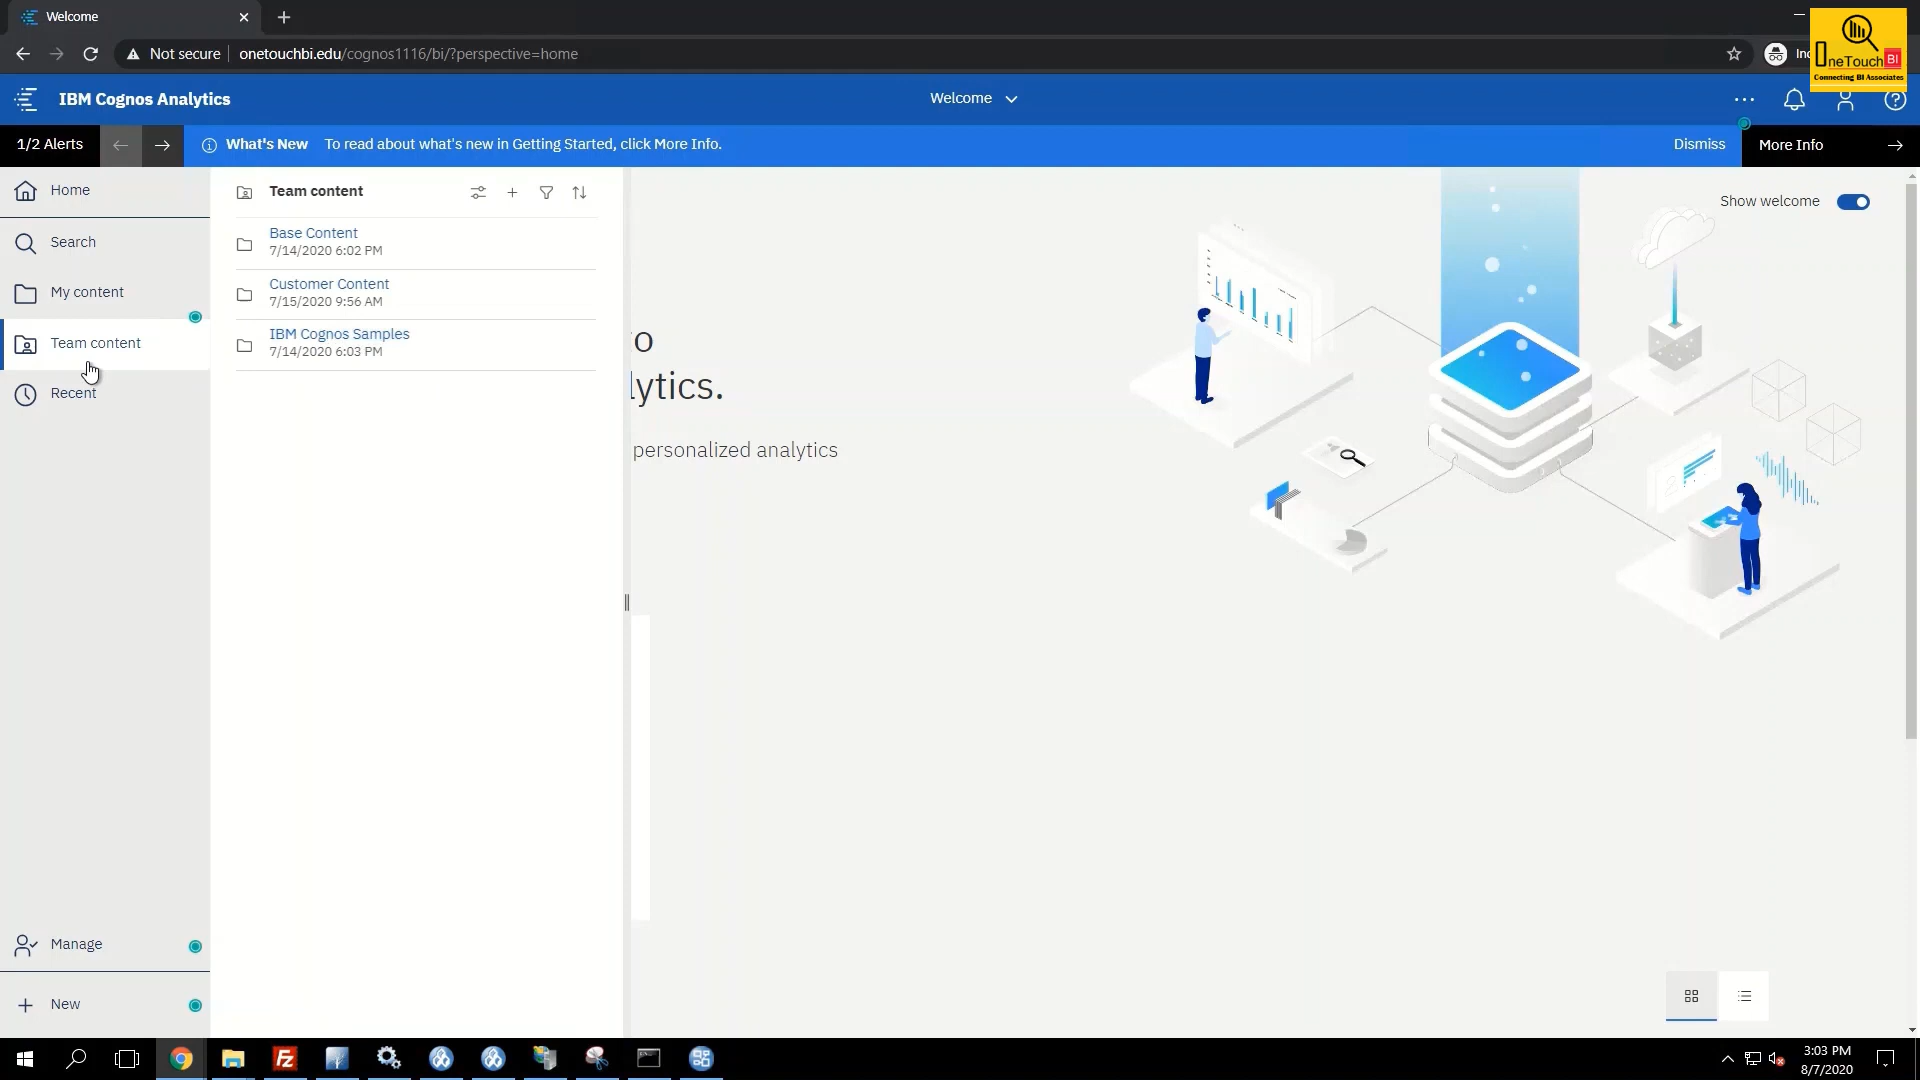 Welcome
Not secure
onetouchbi.edu/cognos1116/bi/?perspective=home
OneTouch BI
Connecting BI Associates
IBM Cognos Analytics
Welcome
1/2 Alerts
What's New To read about what's new in Getting Started, click More Info.
Dismiss
More Info
Home
Search
My content
Team content
Recent
Manage
New
Team content
Base Content
7/14/2020 6:02 PM
Customer Content
7/15/2020 9:56 AM
IBM Cognos Samples
7/14/2020 6:03 PM
Show welcome
lytics.
personalized analytics
3:03 PM
8/7/2020